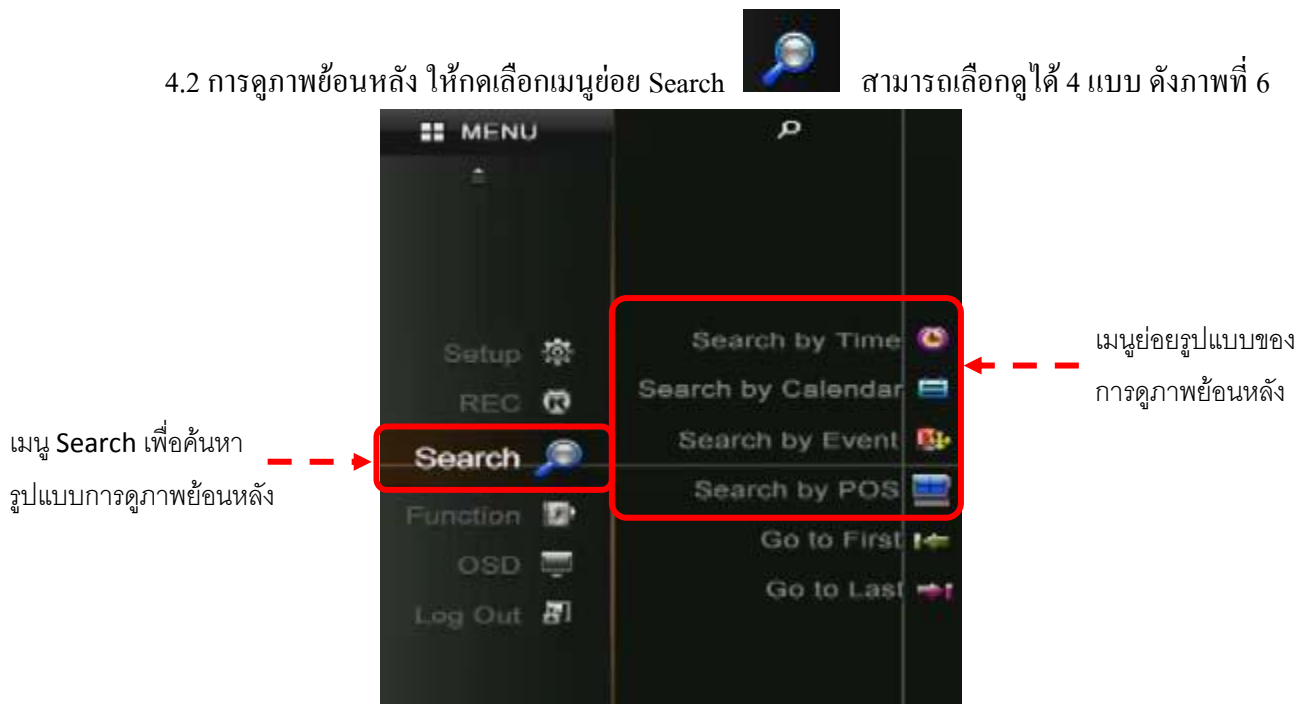 4.2 การดูภาพย้อนหลัง ให้กดเลือกเมนูย่อย Search สามารถเลือกดูได้ 4 แบบ ดังภาพที่ 6
MENU
Setup
REC
Search
Function
OSD
Log Out
Search by Time
Search by Calendar
Search by Event
Search by POS
Go to First
Go to Last
เมนู Search เพื่อค้นหา
รูปแบบการดูภาพย้อนหลัง
เมนูย่อยรูปแบบของ
การดูภาพย้อนหลัง